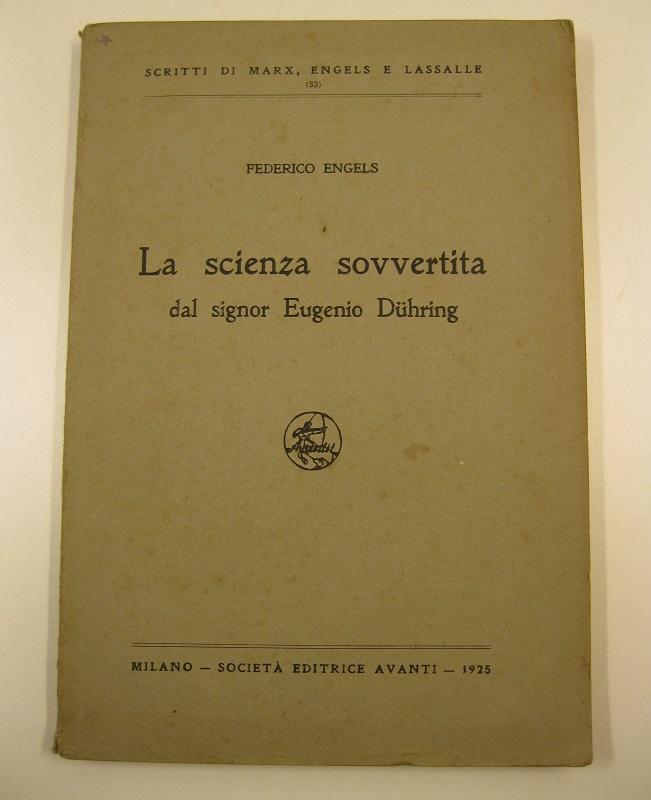 SCRITTI DI MARX, ENGELS E LASSALLE
(33)
FEDERICO ENGELS
La scienza sovvertita
dal signor Eugenio Dühring
Avanti!
MILANO — SOCIETÀ EDITRICE AVANTI — 1925